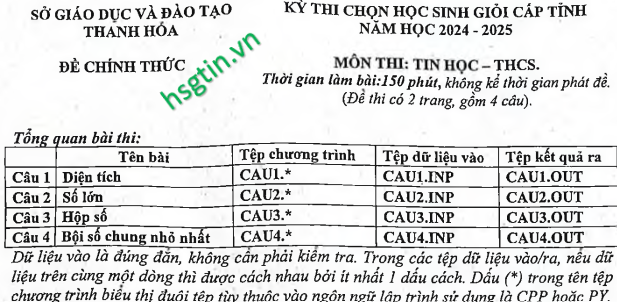 SỞ GIÁO DỤC VÀ ĐÀO TẠO
THANH HÓA
ĐỀ CHÍNH THỨC
hsgtin.vn
KỲ THI CHỌN HỌC SINH GIỎI CẤP TỈNH
NĂM HỌC 2024 - 2025
MÔN THI: TIN HỌC – THCS.
Thời gian làm bài:150 phút, không kể thời gian phát đề.
(Đề thi có 2 trang, gồm 4 câu).
Tổng quan bài thi:
Tên bài Tệp chương trình Tệp dữ liệu vào Tệp kết quả ra
Câu 1 Diện tích CAU1.* CAU1.INP CAU1.OUT
Câu 2 Số lớn CAU2.* CAU2.INP CAU2.OUT
Câu 3 Hộp số CAU3.* CAU3.INP CAU3.OUT
Câu 4 Bội số chung nhỏ nhất CAU4.* CAU4.INP CAU4.OUT
Dữ liệu vào là đúng đắn, không cần phải kiểm tra. Trong các tệp dữ liệu vào/ra, nếu dữ
liệu trên cùng một dòng thì được cách nhau bởi ít nhất 1 dấu cách. Dấu (*) trong tên tệp
chương trình biểu thị đuôi tệp tùy thuộc vào ngôn ngữ lập trình sử dụng là CPP hoặc PY.